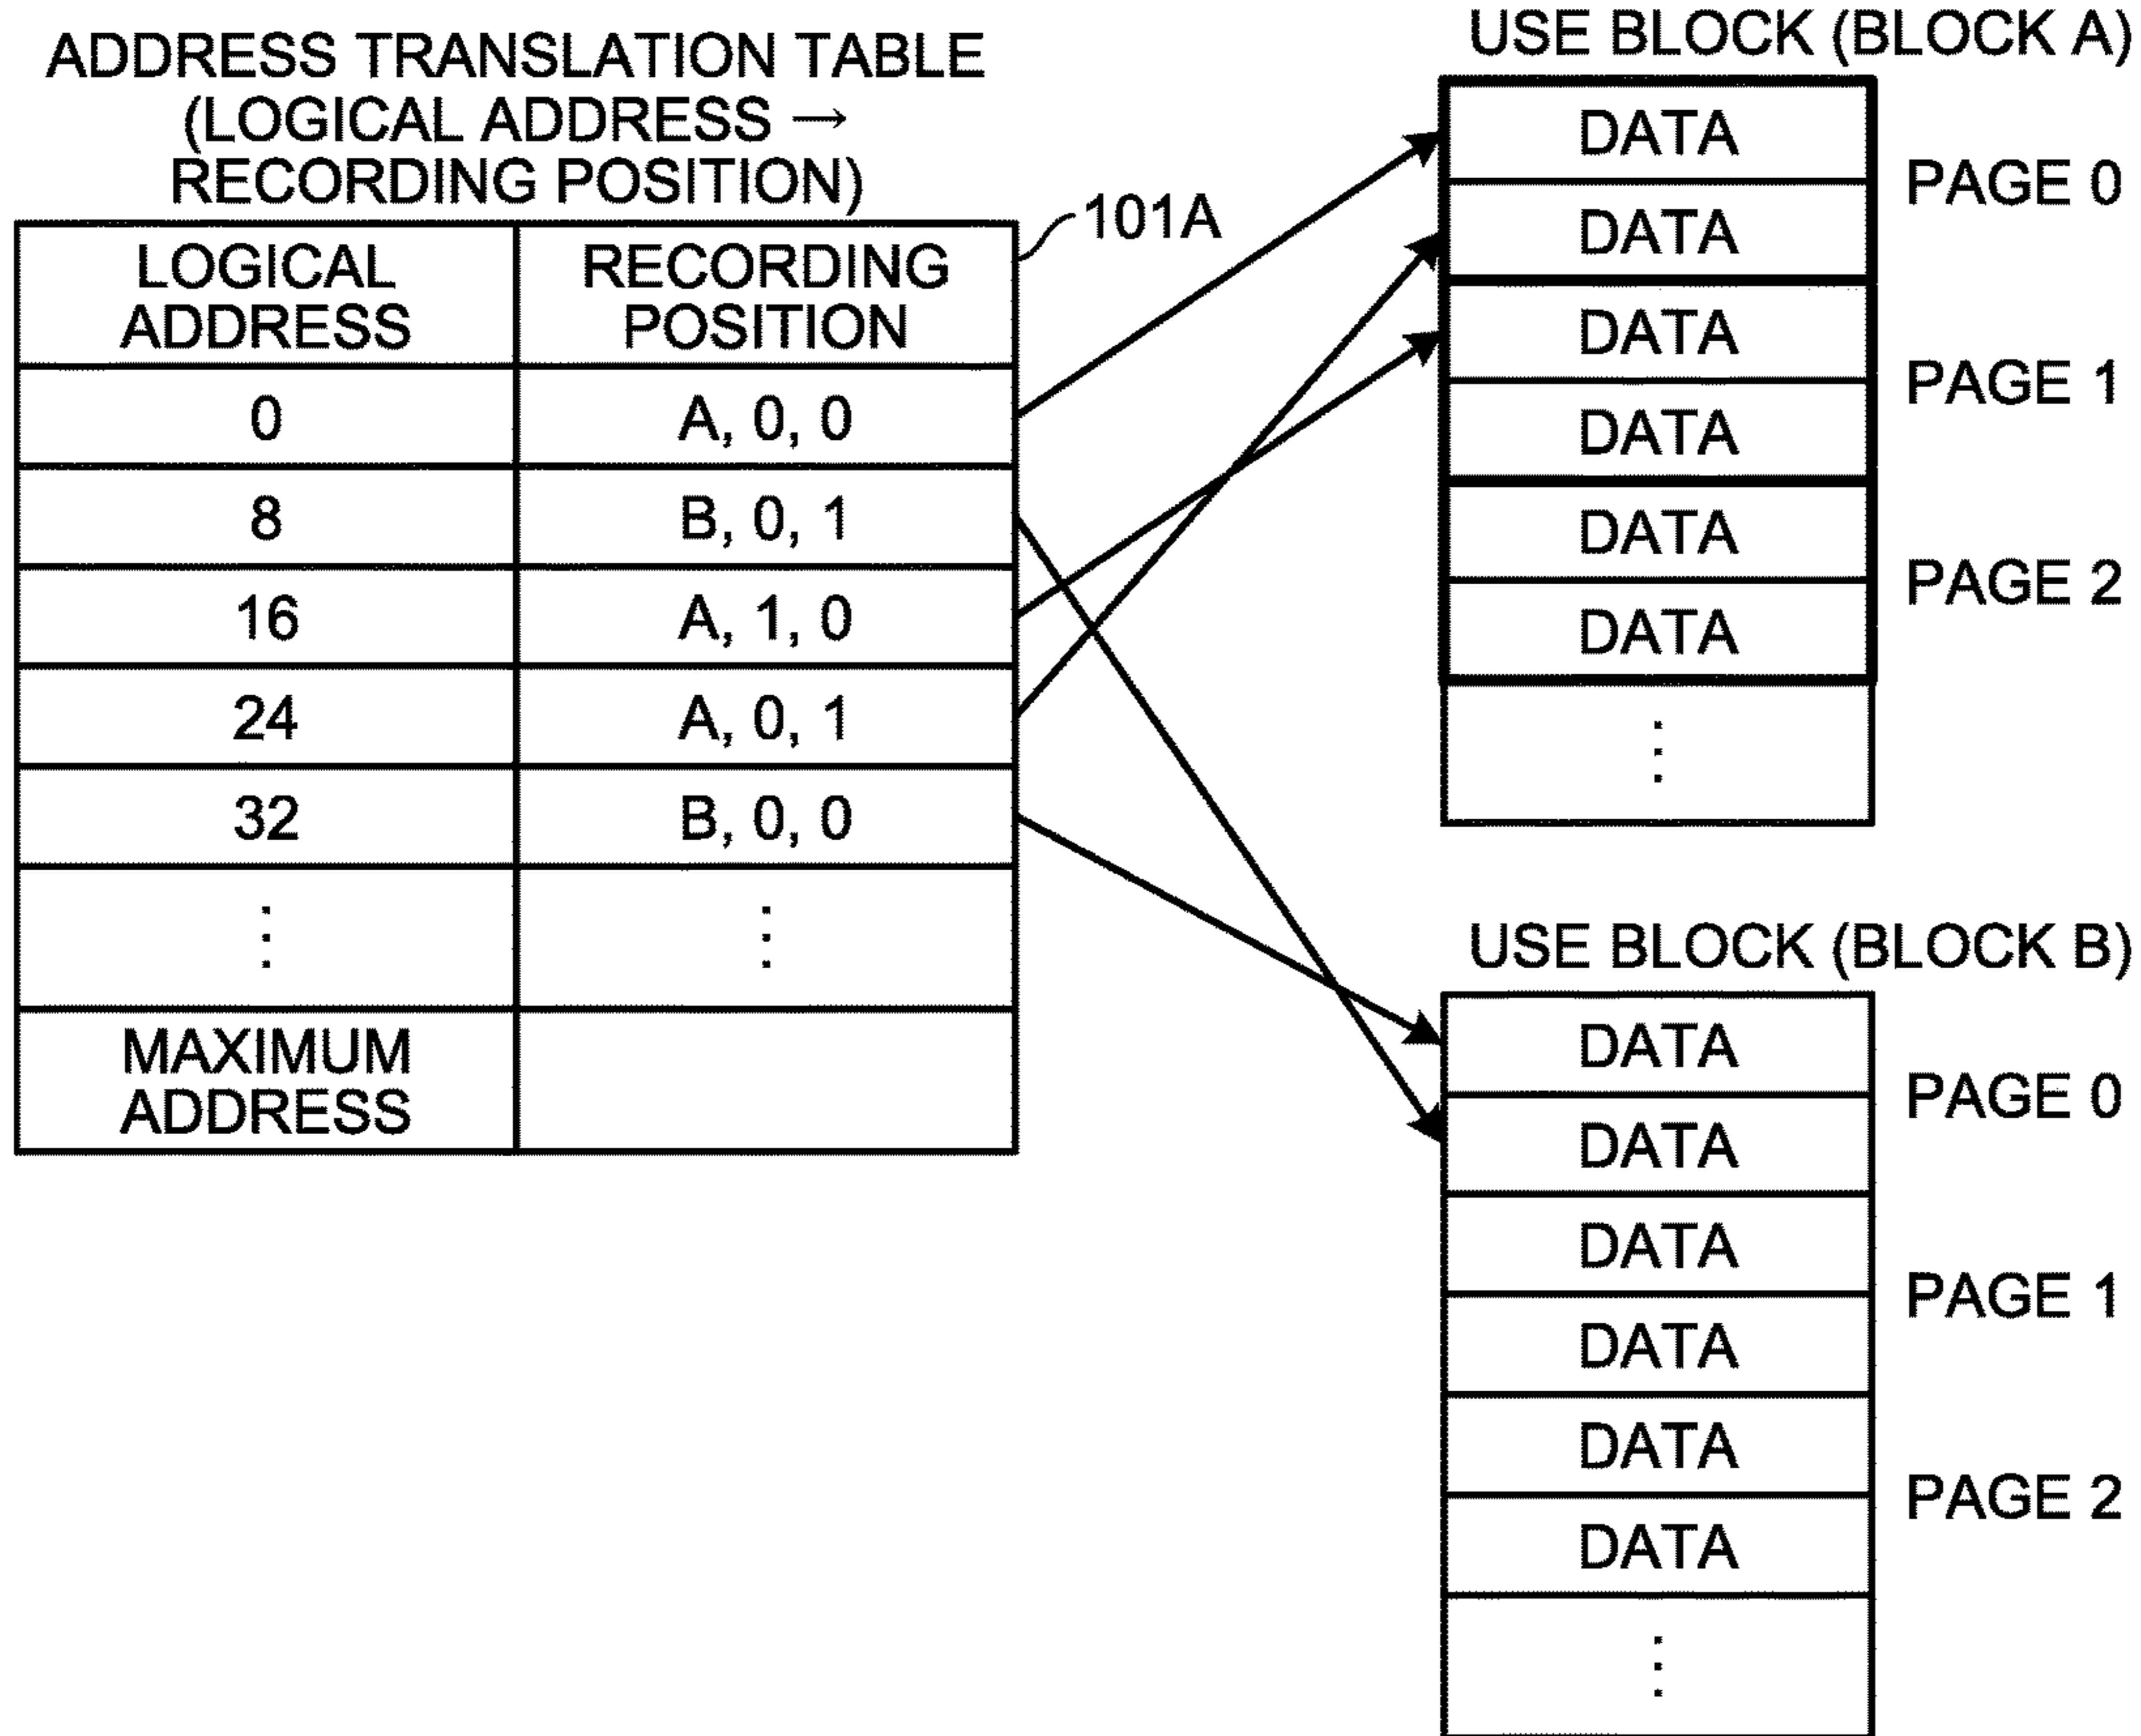 ADDRESS TRANSLATION TABLE
(LOGICAL ADDRESS →
RECORDING POSITION)
101A
LOGICAL ADDRESS RECORDING POSITION
0 A, 0, 0
8 B, 0, 1
16 A, 1, 0
24 A, 0, 1
32 B, 0, 0
⋮ ⋮
MAXIMUM ADDRESS
USE BLOCK (BLOCK A)
DATA
PAGE 0
DATA
DATA
PAGE 1
DATA
DATA
PAGE 2
DATA
⋮
USE BLOCK (BLOCK B)
DATA
PAGE 0
DATA
DATA
PAGE 1
DATA
DATA
PAGE 2
DATA
⋮